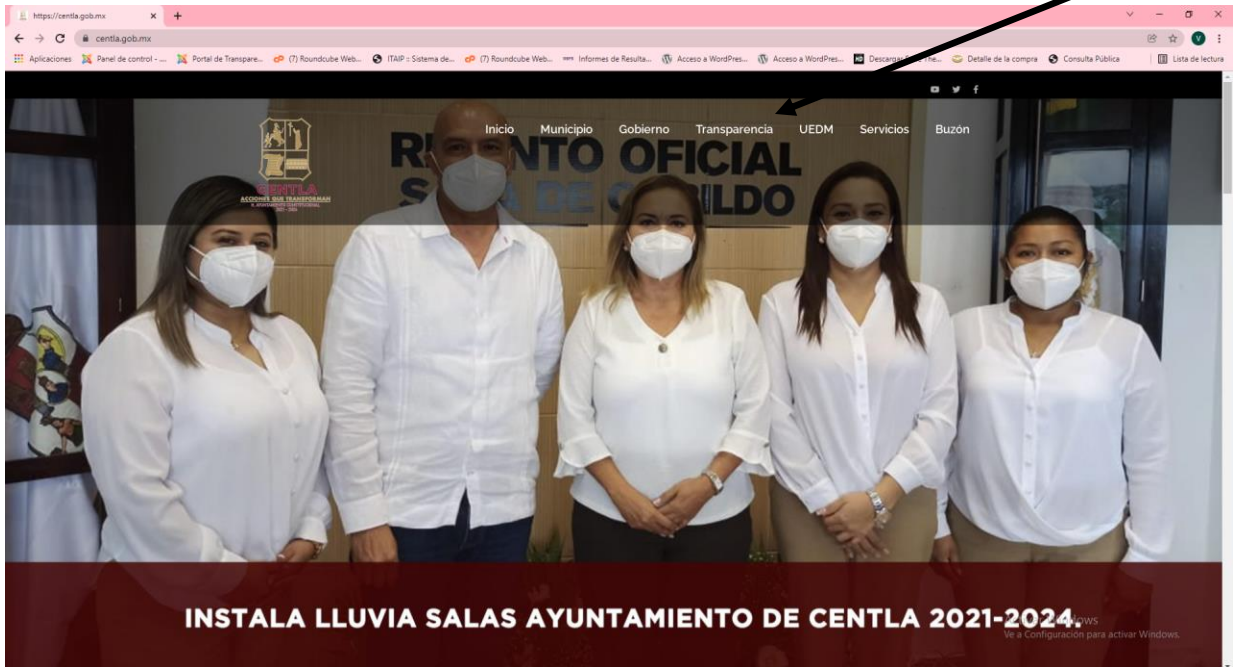 https://centla.gob.mx
centla.gob.mx
Aplicaciones Panel de control - ... Portal de Transpare... (7) Roundcube Web... ITAIP :: Sistema de... (7) Roundcube Web... Informes de Resulta... Acceso a WordPres... Acceso a WordPres... Detalle de la compra Consulta Pública Lista de lectura
Inicio Municipio Gobierno Transparencia UEDM Servicios Buzón
OFICIAL
CENTLA
ACCIONES QUE TRANSFORMAN
INSTALA LLUVIA SALAS AYUNTAMIENTO DE CENTLA 2021-2024.
Ve a Configuración para activar Windows.